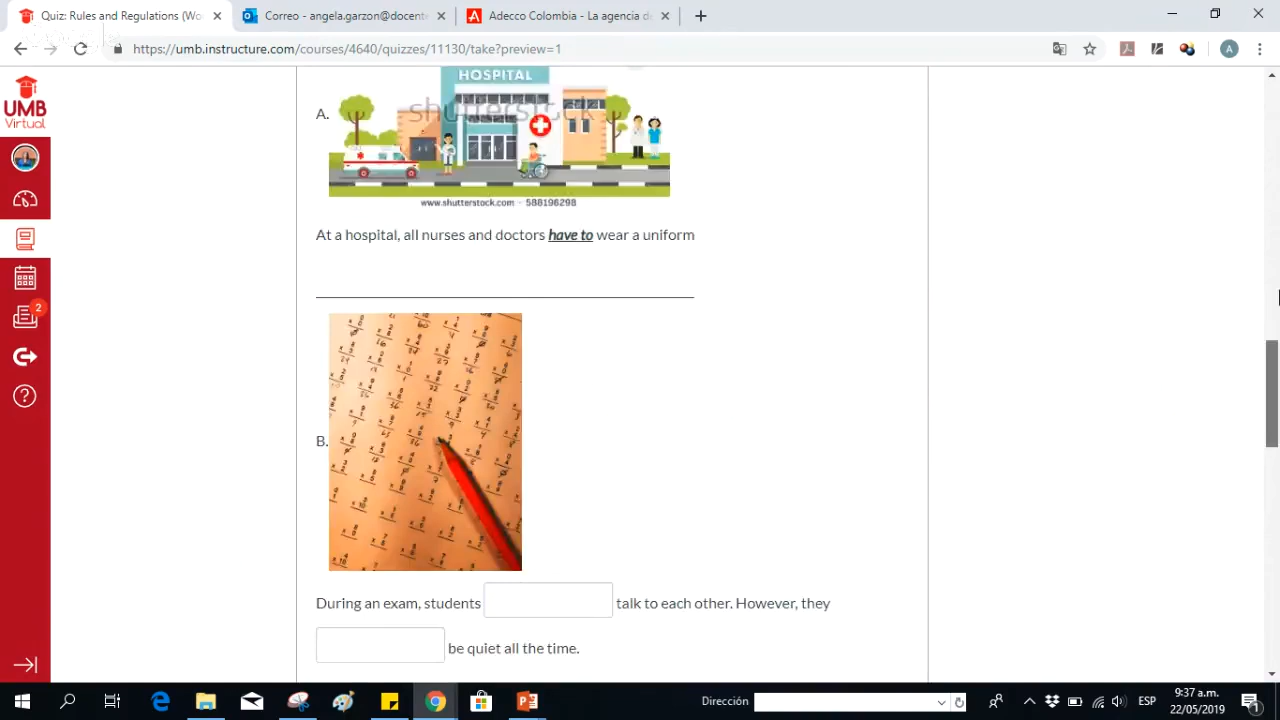 Quiz: Rules and Regulations (Wo
Correo - angela.garzon@docent
Adecco Colombia - La agencia d
https://umb.instructure.com/courses/4640/quizzes/11130/take?preview=1
A
UMB
Virtual
2
HOSPITAL
shutterstock
A.
www.shutterstock.com - 588196298
At a hospital, all nurses and doctors have to wear a uniform
B.
During an exam, students talk to each other. However, they
be quiet all the time.
Dirección
ESP
9:37 a.m.
22/05/2019
1